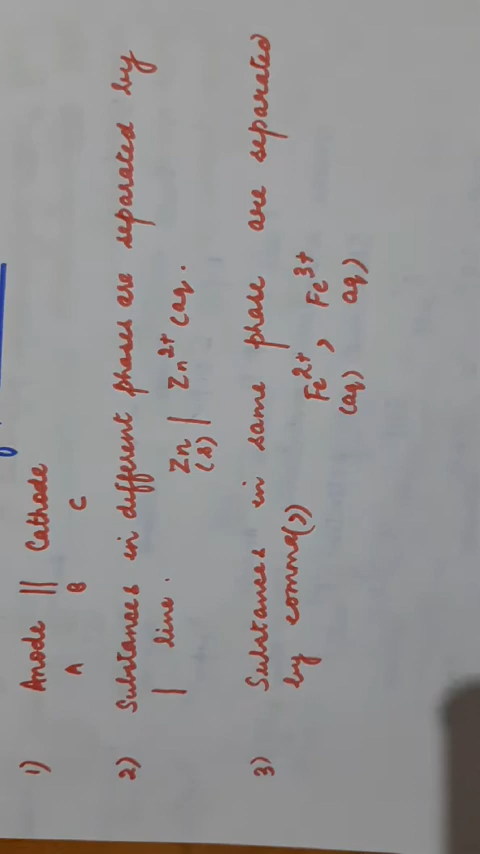 1) Anode || Cathode
A B C
2) Substances in different phases are separated by
| line.
Zn | Zn2+ (aq.
(s)
3) Substances in same phase are separated
by comma(,)
Fe2+ , Fe3+
(aq) aq)